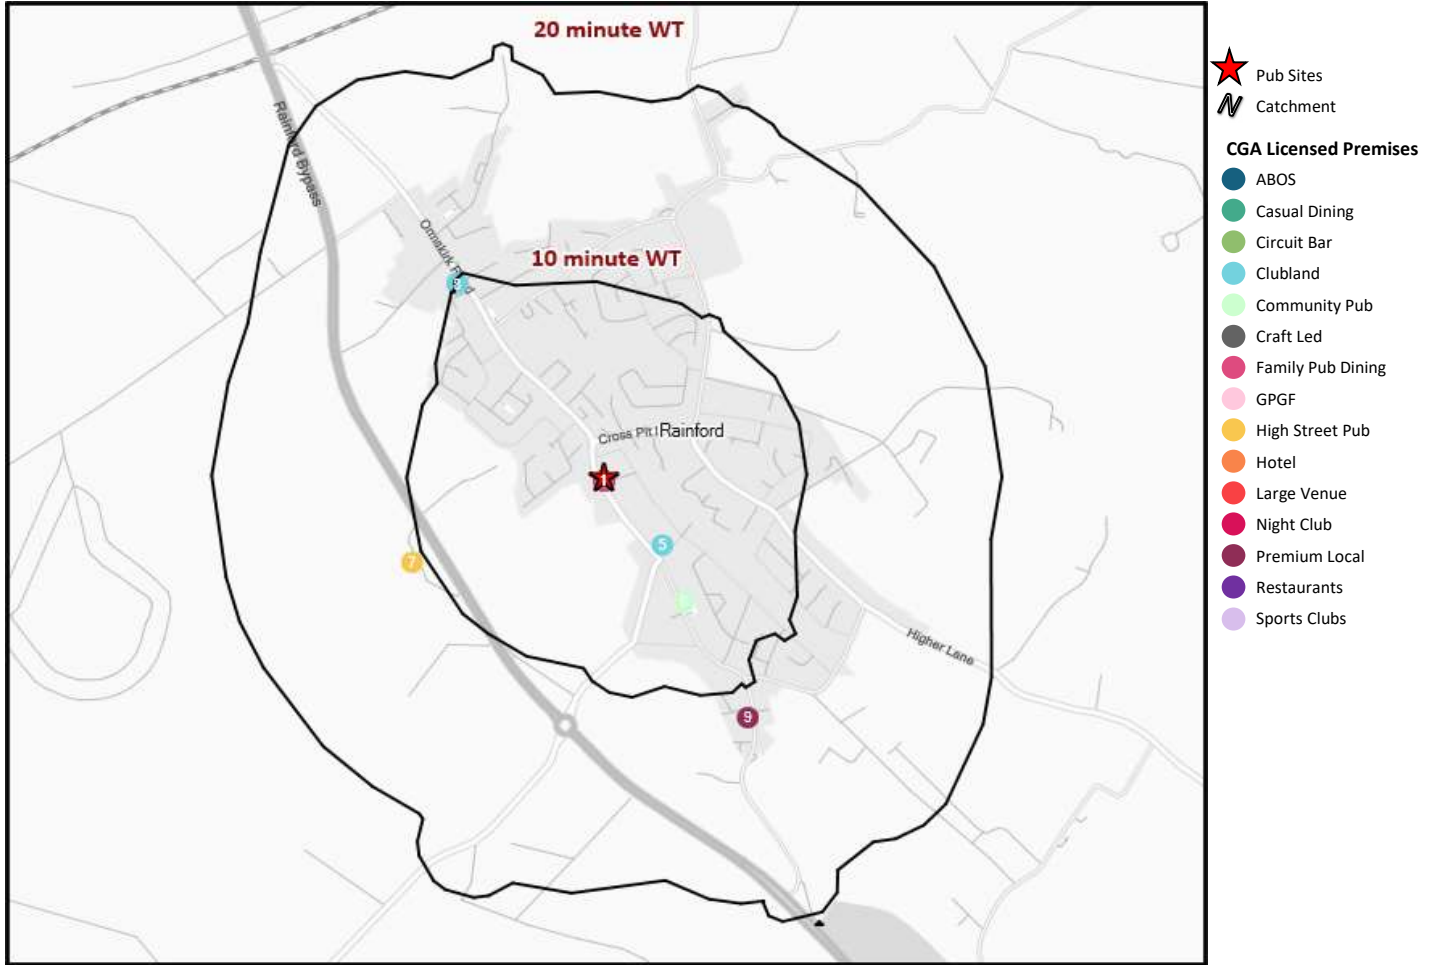 20 minute WT
Rainford Bypass
Ormskirk
10 minute WT
Cross Pit
Rainford
1
5
7
9
Higher Lane
Pub Sites
Catchment
CGA Licensed Premises
ABOS
Casual Dining
Circuit Bar
Clubland
Community Pub
Craft Led
Family Pub Dining
GPGF
High Street Pub
Hotel
Large Venue
Night Club
Premium Local
Restaurants
Sports Clubs